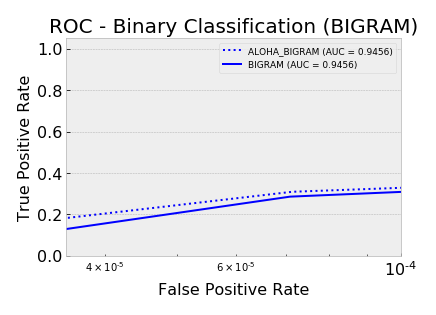 ROC - Binary Classification (BIGRAM)
ALOHA_BIGRAM (AUC = 0.9456)
BIGRAM (AUC = 0.9456)
True Positive Rate
1.0
0.8
0.6
0.4
0.2
0.0
4 × 10⁻⁵ 6 × 10⁻⁵ 10⁻⁴
False Positive Rate